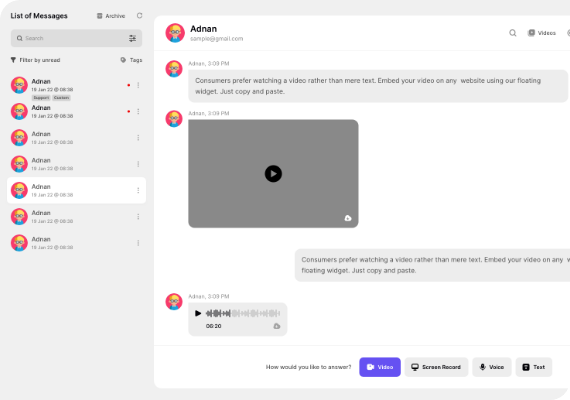 List of Messages
Archive
Search
Filter by unread
Tags
Adnan
19 Jan 22 @ 08:38
Support
Custom
Adnan
19 Jan 22 @ 08:38
Adnan
19 Jan 22 @ 08:38
Adnan
19 Jan 22 @ 08:38
Adnan
19 Jan 22 @ 08:38
Adnan
19 Jan 22 @ 08:38
Adnan
19 Jan 22 @ 08:38
Adnan
sample@gmail.com
Videos
Adnan, 3:09 PM
Consumers prefer watching a video rather than mere text. Embed your video on any website using our floating
widget. Just copy and paste.
Adnan, 3:09 PM
Consumers prefer watching a video rather than mere text. Embed your video on any
floating widget. Just copy and paste.
Adnan, 3:09 PM
06:20
How would you like to answer?
Video
Screen Record
Voice
Text